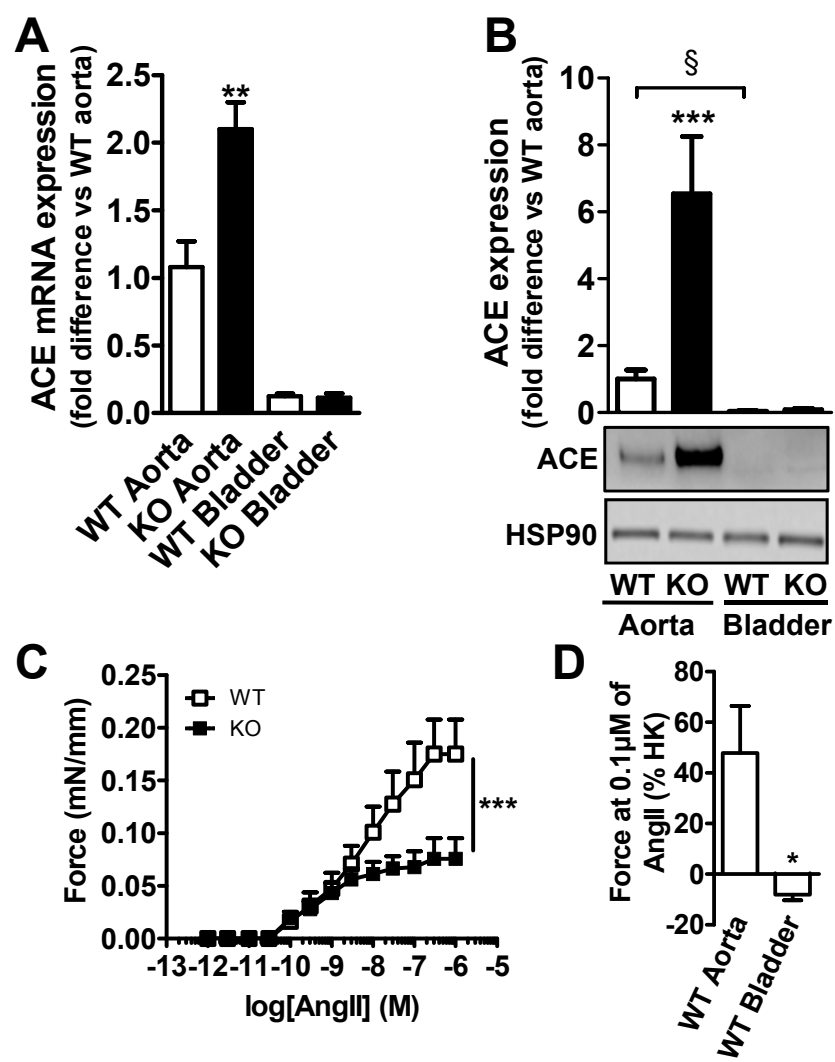 A
ACE mRNA expression
(fold difference vs WT aorta)
2.5
2.0
1.5
1.0
0.5
0.0
**
WT Aorta
KO Aorta
WT Bladder
KO Bladder
B
ACE expression
(fold difference vs WT aorta)
10
8
6
4
2
0
§
***
ACE
HSP90
WT KO WT KO
Aorta Bladder
C
Force (mN/mm)
0.25
0.20
0.15
0.10
0.05
0.00
WT
KO
***
-13 -12 -11 -10 -9 -8 -7 -6 -5
log[AngII] (M)
D
Force at 0.1µM of
AngII (% HK)
80
60
40
20
0
-20
*
WT Aorta
WT Bladder